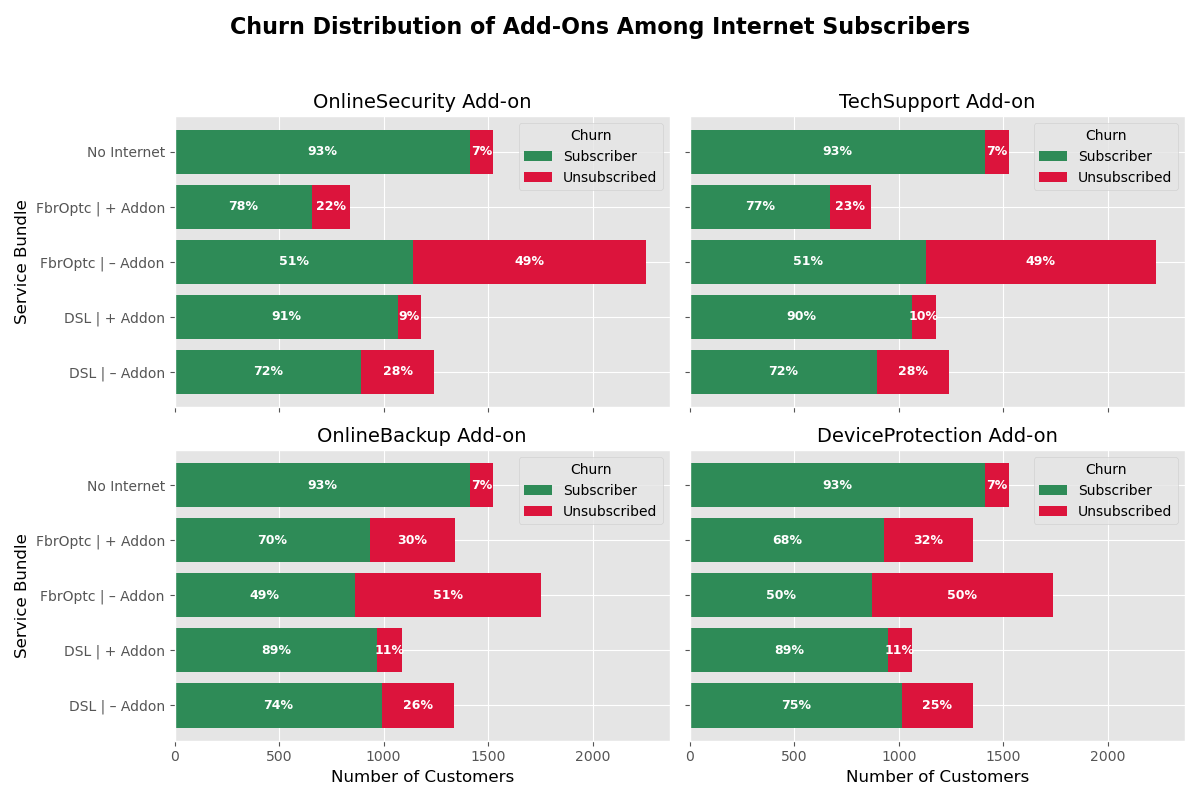 Churn Distribution of Add-Ons Among Internet Subscribers
OnlineSecurity Add-on
Service Bundle
No Internet
FbrOptc | + Addon
FbrOptc | – Addon
DSL | + Addon
DSL | – Addon
93%
7%
78%
22%
51%
49%
91%
9%
72%
28%
Churn
Subscriber
Unsubscribed
TechSupport Add-on
93%
7%
77%
23%
51%
49%
90%
10%
72%
28%
Churn
Subscriber
Unsubscribed
OnlineBackup Add-on
Service Bundle
No Internet
FbrOptc | + Addon
FbrOptc | – Addon
DSL | + Addon
DSL | – Addon
93%
7%
70%
30%
49%
51%
89%
11%
74%
26%
Churn
Subscriber
Unsubscribed
0 500 1000 1500 2000
Number of Customers
DeviceProtection Add-on
93%
7%
68%
32%
50%
50%
89%
11%
75%
25%
Churn
Subscriber
Unsubscribed
0 500 1000 1500 2000
Number of Customers